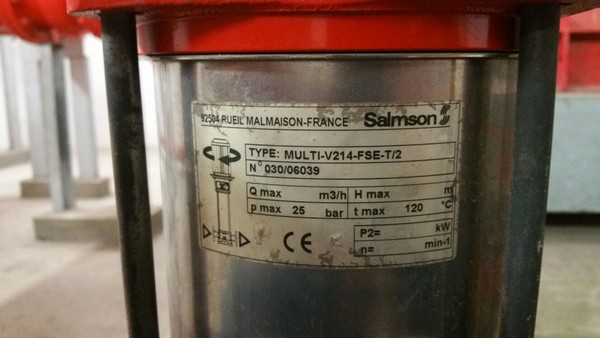 92504 RUEIL MALMAISON-FRANCE Salmson
TYPE: MULTI-V214-FSE-T/2
N° 030/06039
Q max m3/h H max m
p max 25 bar t max 120 °C
P2= kW
CE n= min-1